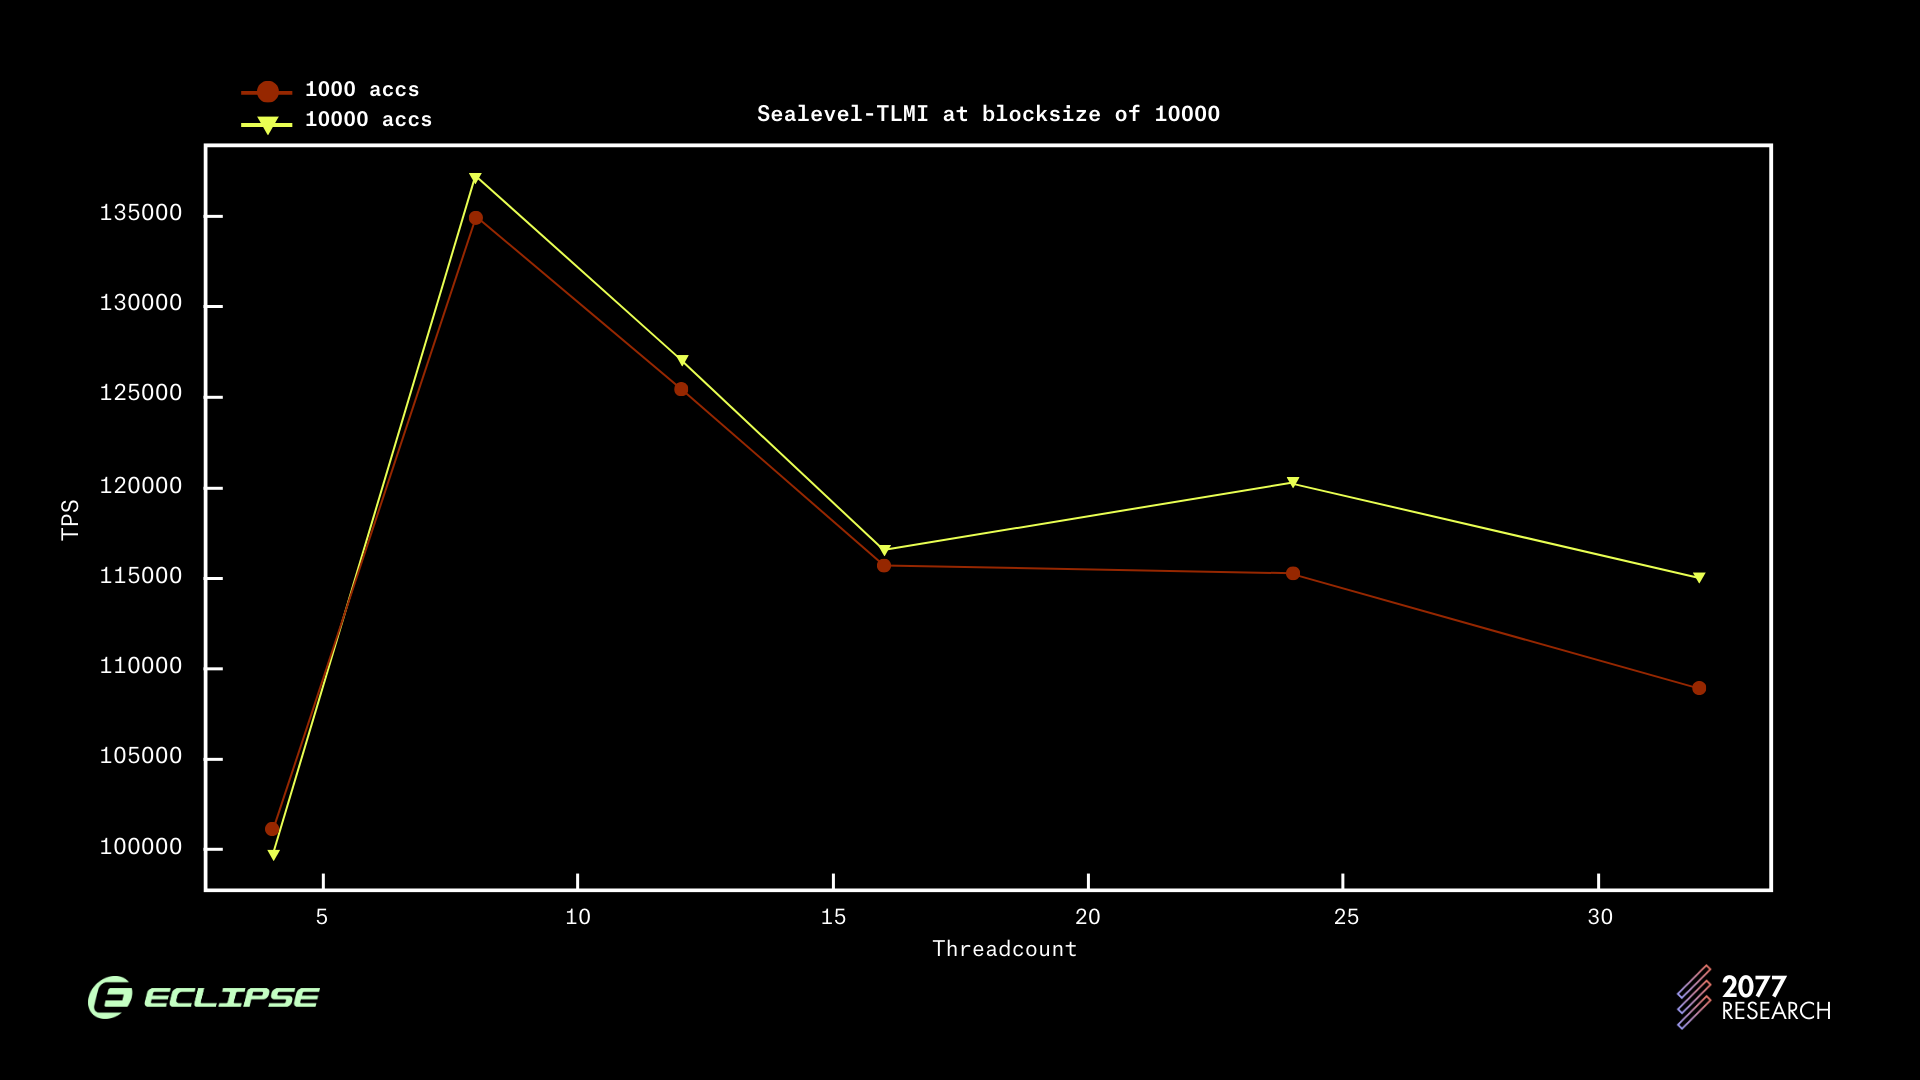 1000 accs
10000 accs
Sealevel-TLMI at blocksize of 10000
135000
130000
125000
120000
115000
110000
105000
100000
TPS
5 10 15 20 25 30
Threadcount
ECLIPSE
2077
RESEARCH